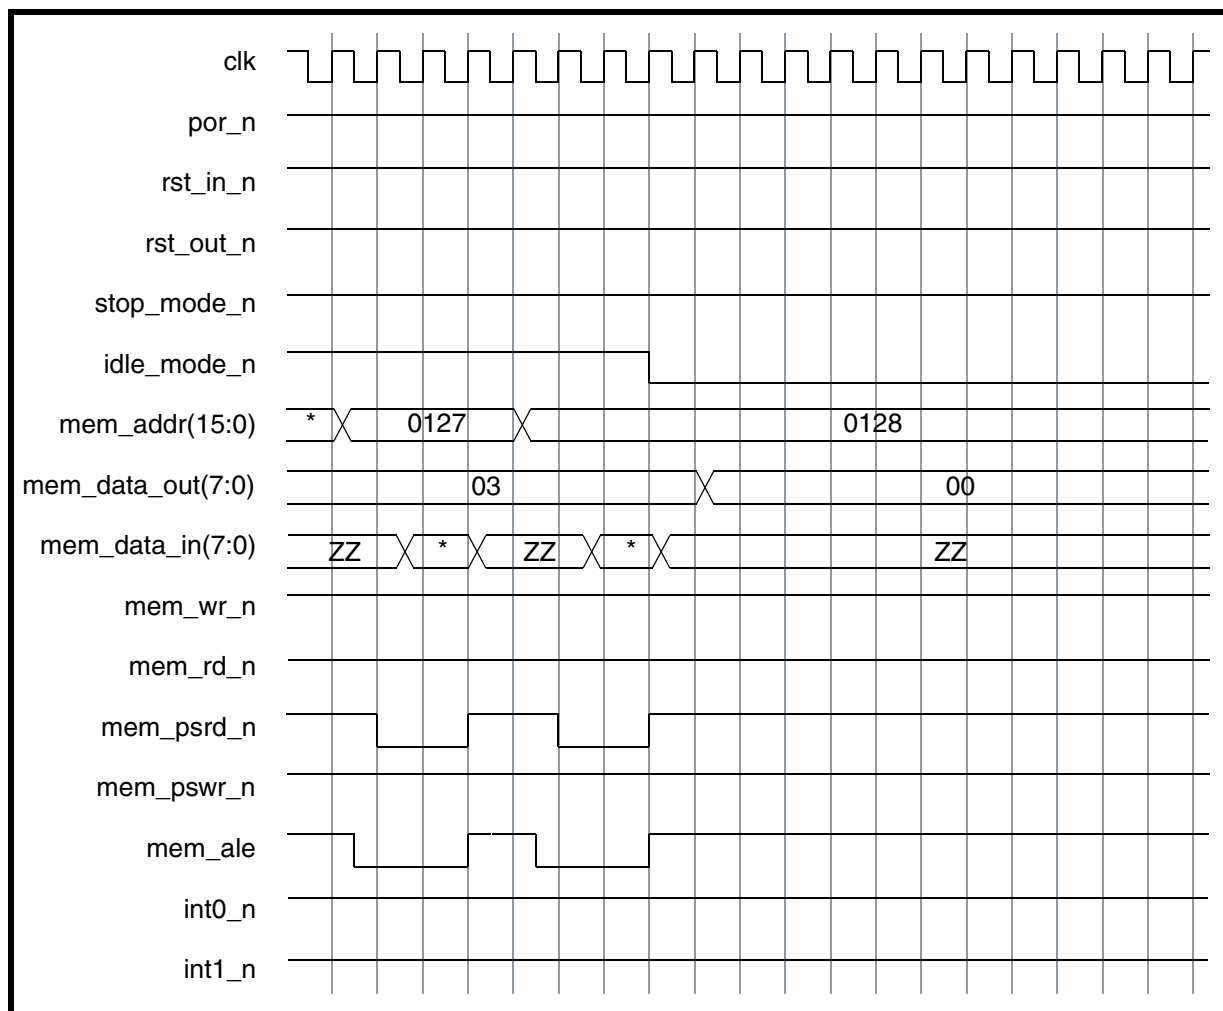 clk
por_n
rst_in_n
rst_out_n
stop_mode_n
idle_mode_n
mem_addr(15:0) * 0127 0128
mem_data_out(7:0) 03 00
mem_data_in(7:0) ZZ * ZZ * ZZ
mem_wr_n
mem_rd_n
mem_psrd_n
mem_pswr_n
mem_ale
int0_n
int1_n